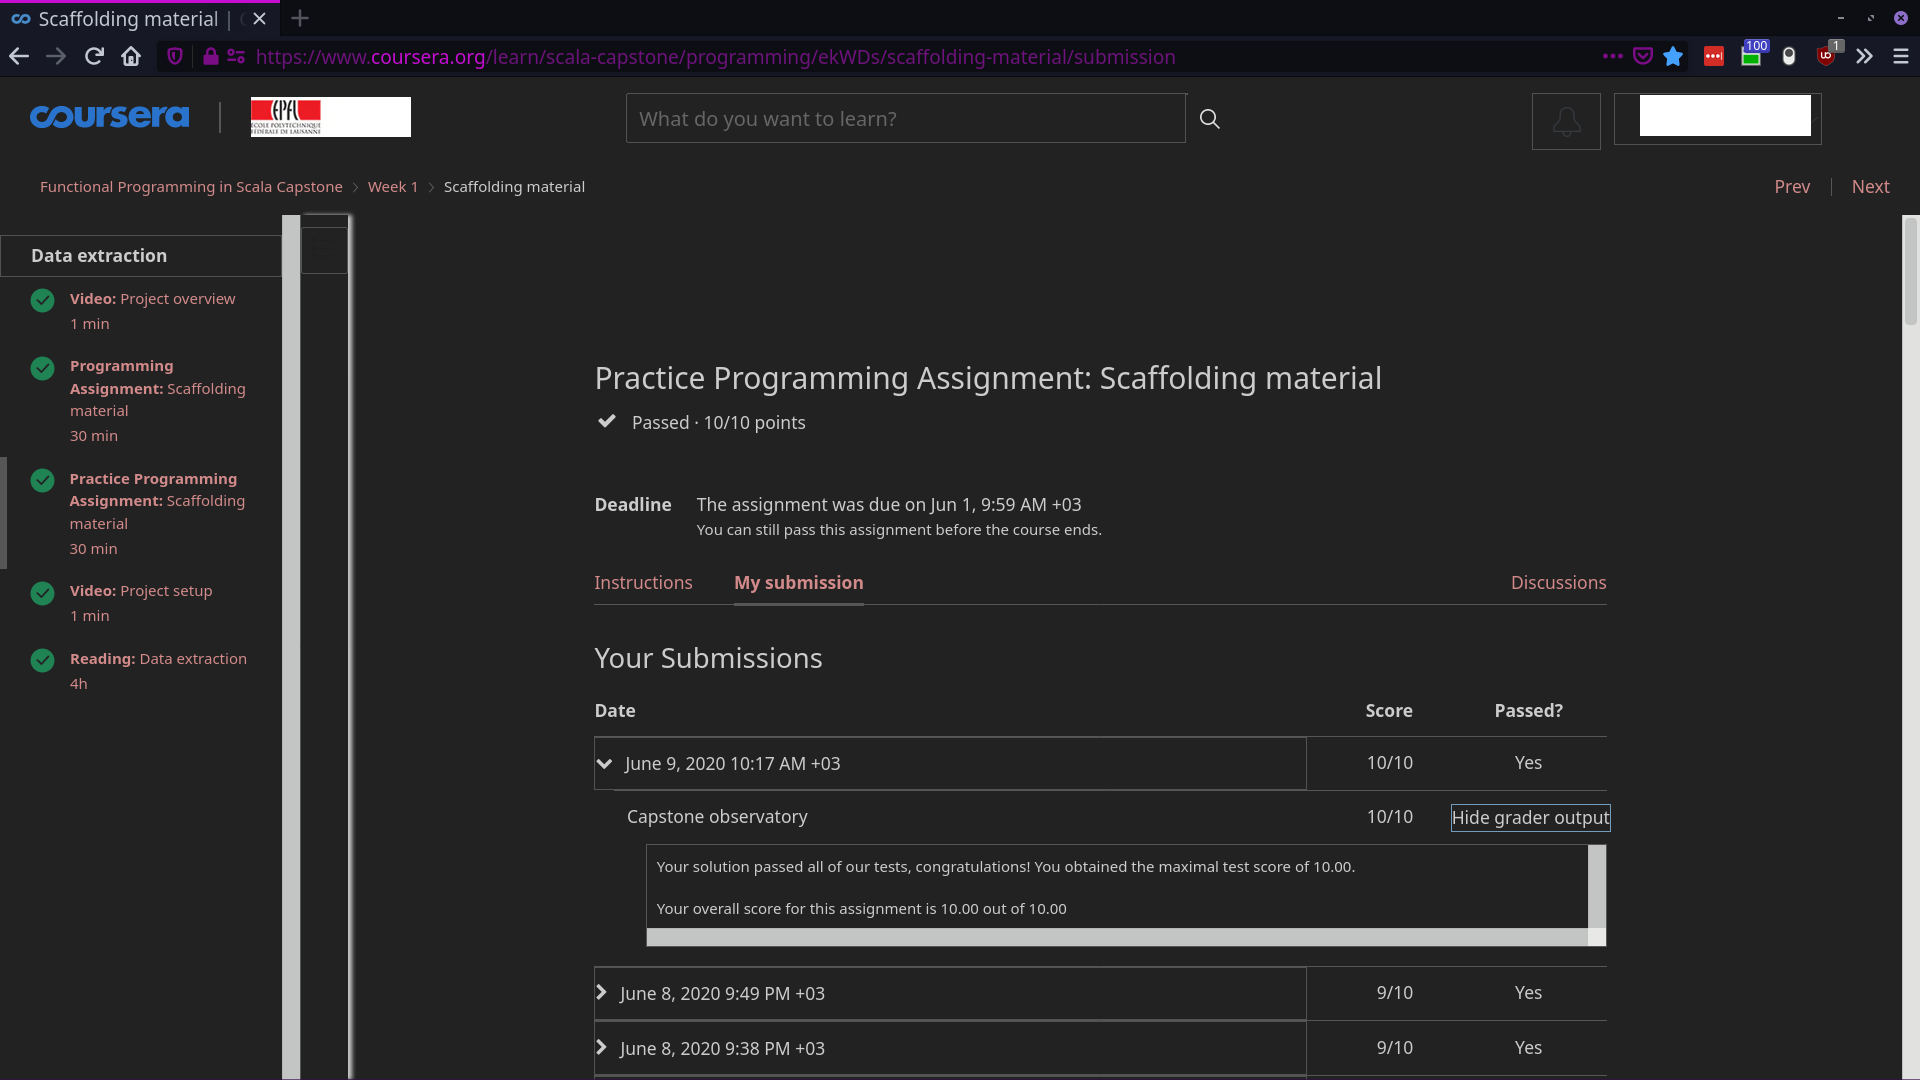 Scaffolding material |
https://www.coursera.org/learn/scala-capstone/programming/ekWDs/scaffolding-material/submission
100
1
coursera
EPFL
ÉCOLE POLYTECHNIQUE
FÉDÉRALE DE LAUSANNE
What do you want to learn?
Functional Programming in Scala Capstone
Week 1
Scaffolding material
Prev
Next
Data extraction
Video: Project overview
1 min
Programming
Assignment: Scaffolding
material
30 min
Practice Programming
Assignment: Scaffolding
material
30 min
Video: Project setup
1 min
Reading: Data extraction
4h
Practice Programming Assignment: Scaffolding material
Passed · 10/10 points
Deadline The assignment was due on Jun 1, 9:59 AM +03
You can still pass this assignment before the course ends.
Instructions My submission Discussions
Your Submissions
Date Score Passed?
June 9, 2020 10:17 AM +03 10/10 Yes
Capstone observatory 10/10 Hide grader output
Your solution passed all of our tests, congratulations! You obtained the maximal test score of 10.00.
Your overall score for this assignment is 10.00 out of 10.00
June 8, 2020 9:49 PM +03 9/10 Yes
June 8, 2020 9:38 PM +03 9/10 Yes